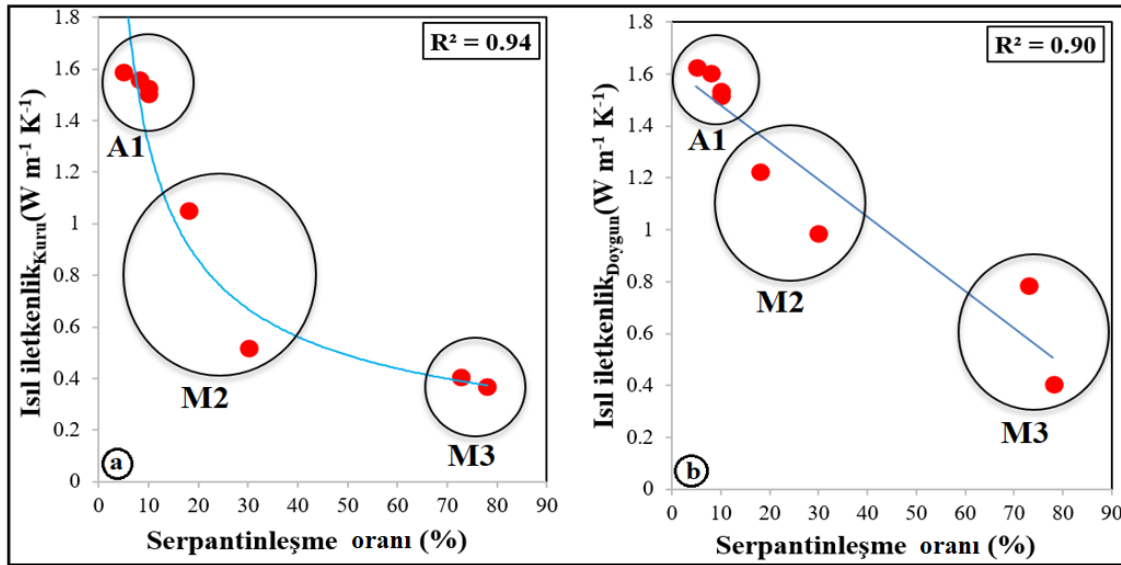 Isıl iletkenlikKuru(W m-1 K-1)
1.8
1.6
1.4
1.2
1
0.8
0.6
0.4
0.2
0
R² = 0.94
A1
M2
M3
a
0 10 20 30 40 50 60 70 80 90
Serpantinleşme oranı (%)
Isıl iletkenlikDoygun(W m-1 K-1)
1.8
1.6
1.4
1.2
1
0.8
0.6
0.4
0.2
0
R² = 0.90
A1
M2
M3
b
0 10 20 30 40 50 60 70 80 90
Serpantinleşme oranı (%)